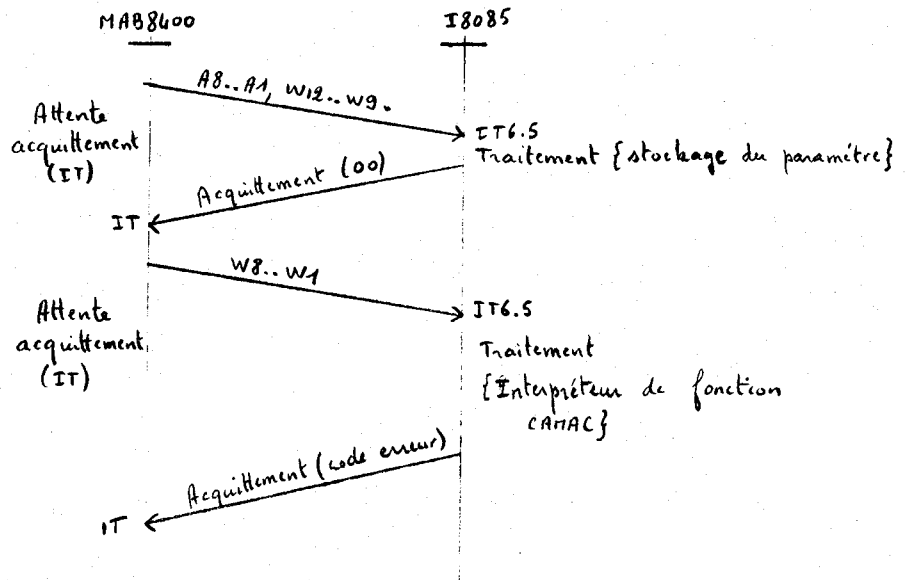 MAB8400
I8085
A8..A1, W12..W9.
Attente
acquittement
(IT)
IT6.5
Traitement {stockage du paramétre}
Acquittement (00)
IT
W8..W1
IT6.5
Attente
acquittement
(IT)
Traitement
{Interpréteur de fonction
CAMAC}
Acquittement (code erreur)
IT